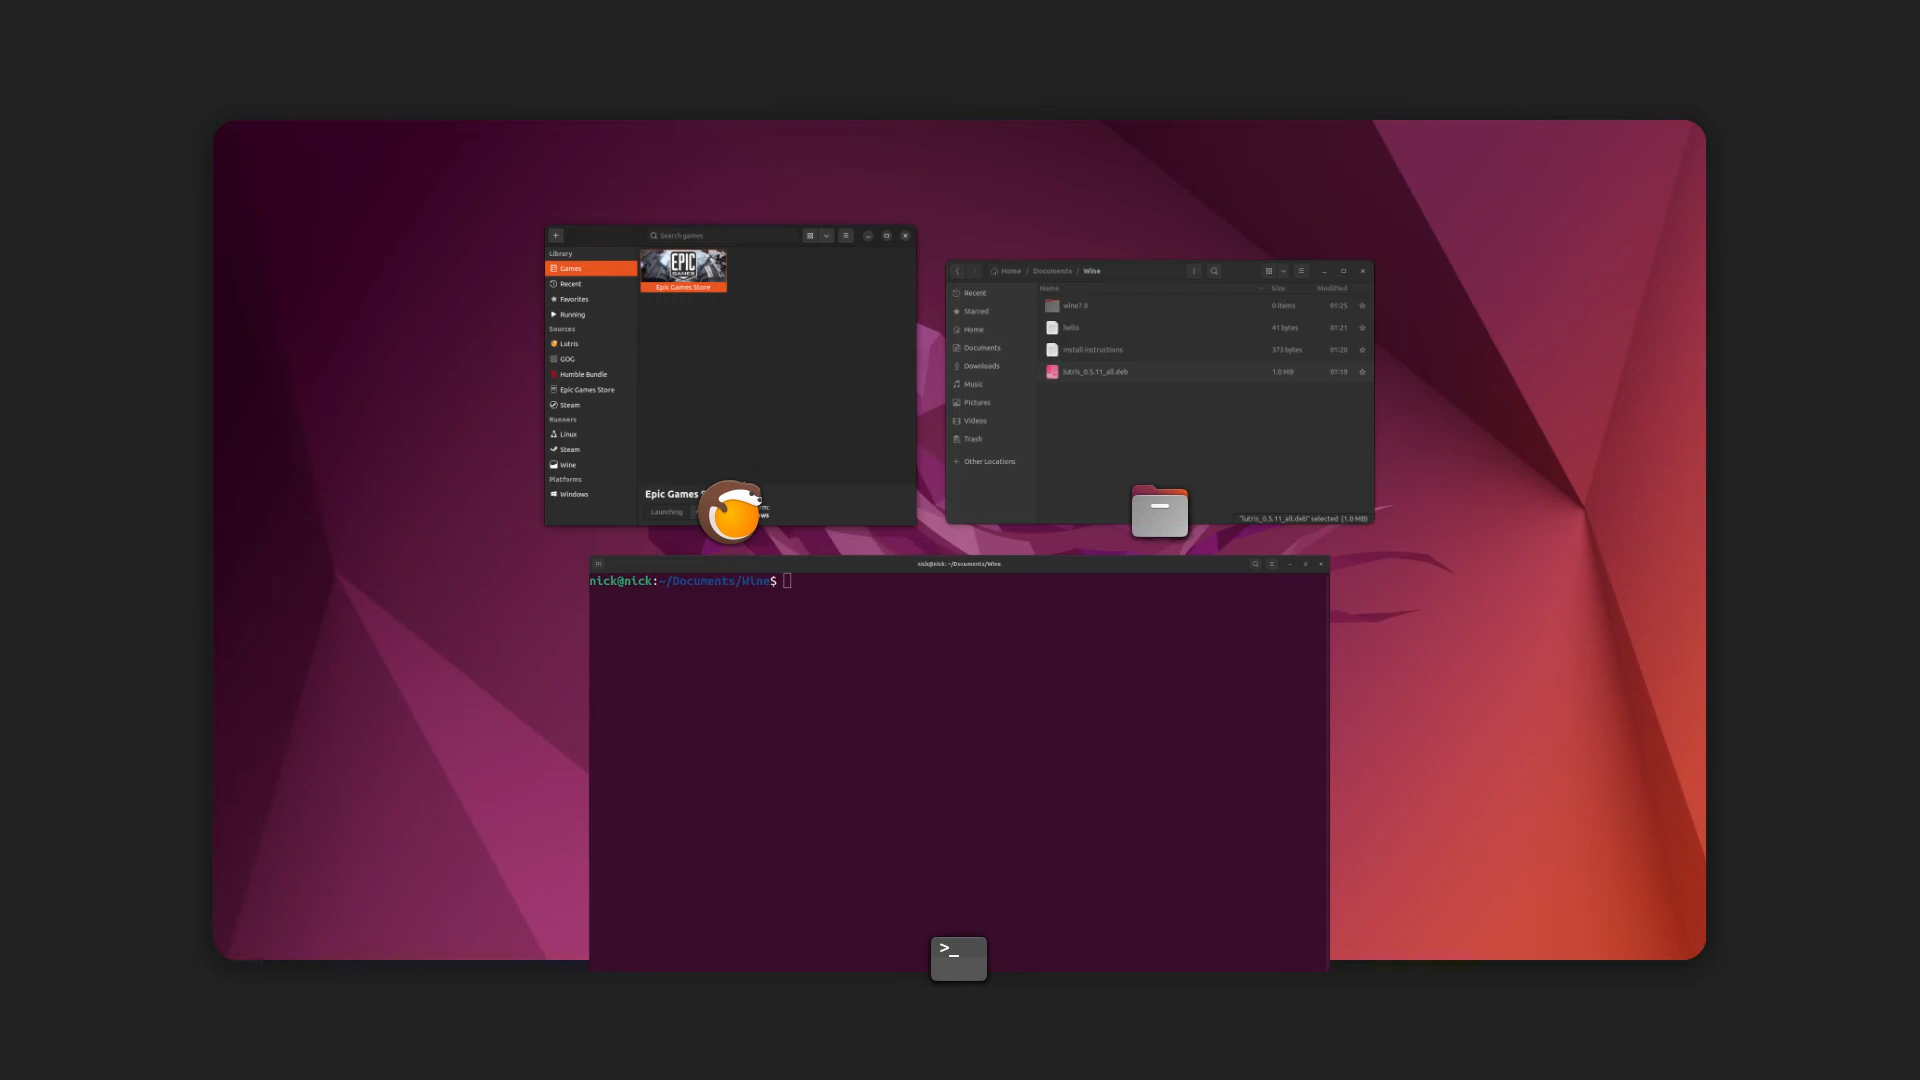 Search games
Library
Games
Recent
Favorites
Running
Sources
Lutris
GOG
Humble Bundle
Epic Games Store
Steam
Runners
Linux
Steam
Wine
Platforms
Windows
EPIC
GAMES
Epic Games Store
Epic Games
Launching
Home / Documents / Wine
Recent
Starred
Home
Documents
Downloads
Music
Pictures
Videos
Trash
+ Other Locations
Name Size Modified
wine7.8 0 items 01:25
41 bytes 01:21
install instructions 373 bytes 01:20
lutris_0.5.11_all.deb 1.0 MB 01:19
"lutris_0.5.11_all.deb" selected (1.0 MB)
nick@nick: ~/Documents/Wine
nick@nick:~/Documents/Wine$
>_